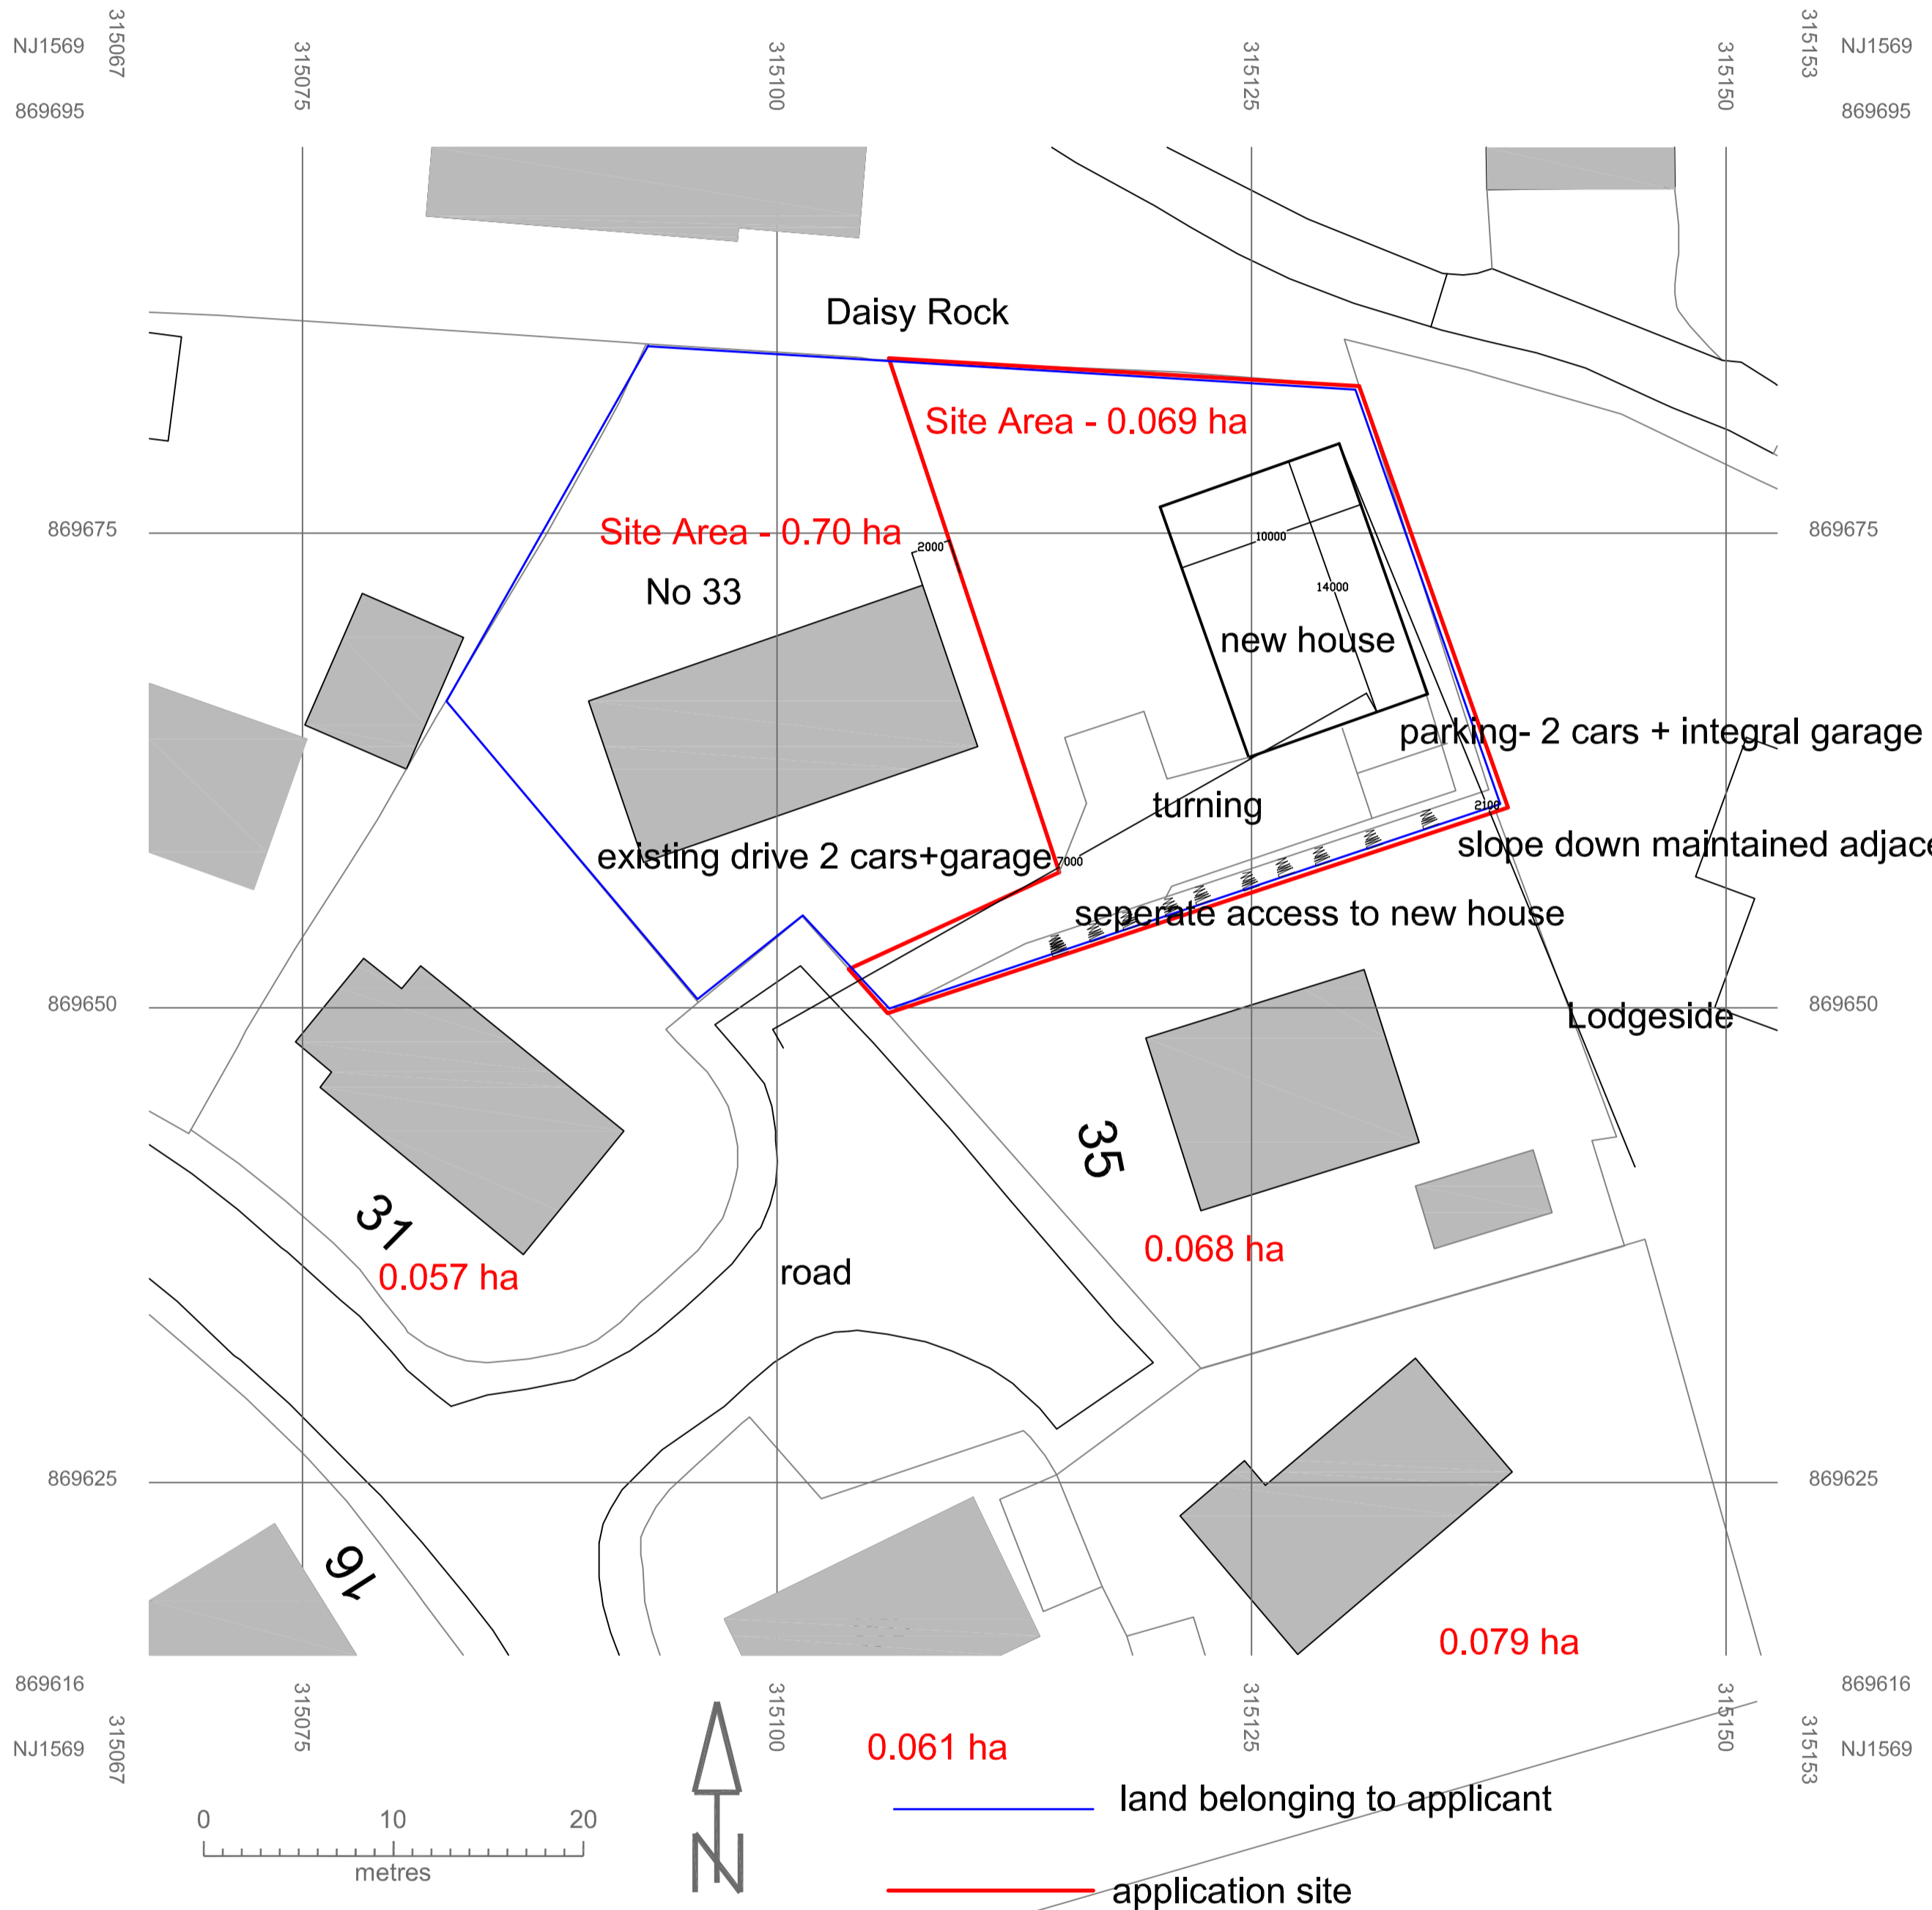 NJ1569
315067
315075
315100
315125
315150
315153
NJ1569
869695
869695
Daisy Rock
Site Area - 0.069 ha
869675
Site Area - 0.70 ha
2000
10000
869675
No 33
14000
new house
parking- 2 cars + integral garage
turning
2100
existing drive 2 cars+garage
7000
slope down maintained adjace
seperate access to new house
869650
869650
Lodgeside
35
31
0.057 ha
road
0.068 ha
869625
869625
16
0.079 ha
869616
869616
315067
315075
315100
315125
315150
315153
NJ1569
NJ1569
0.061 ha
land belonging to applicant
0
10
20
metres
N
application site